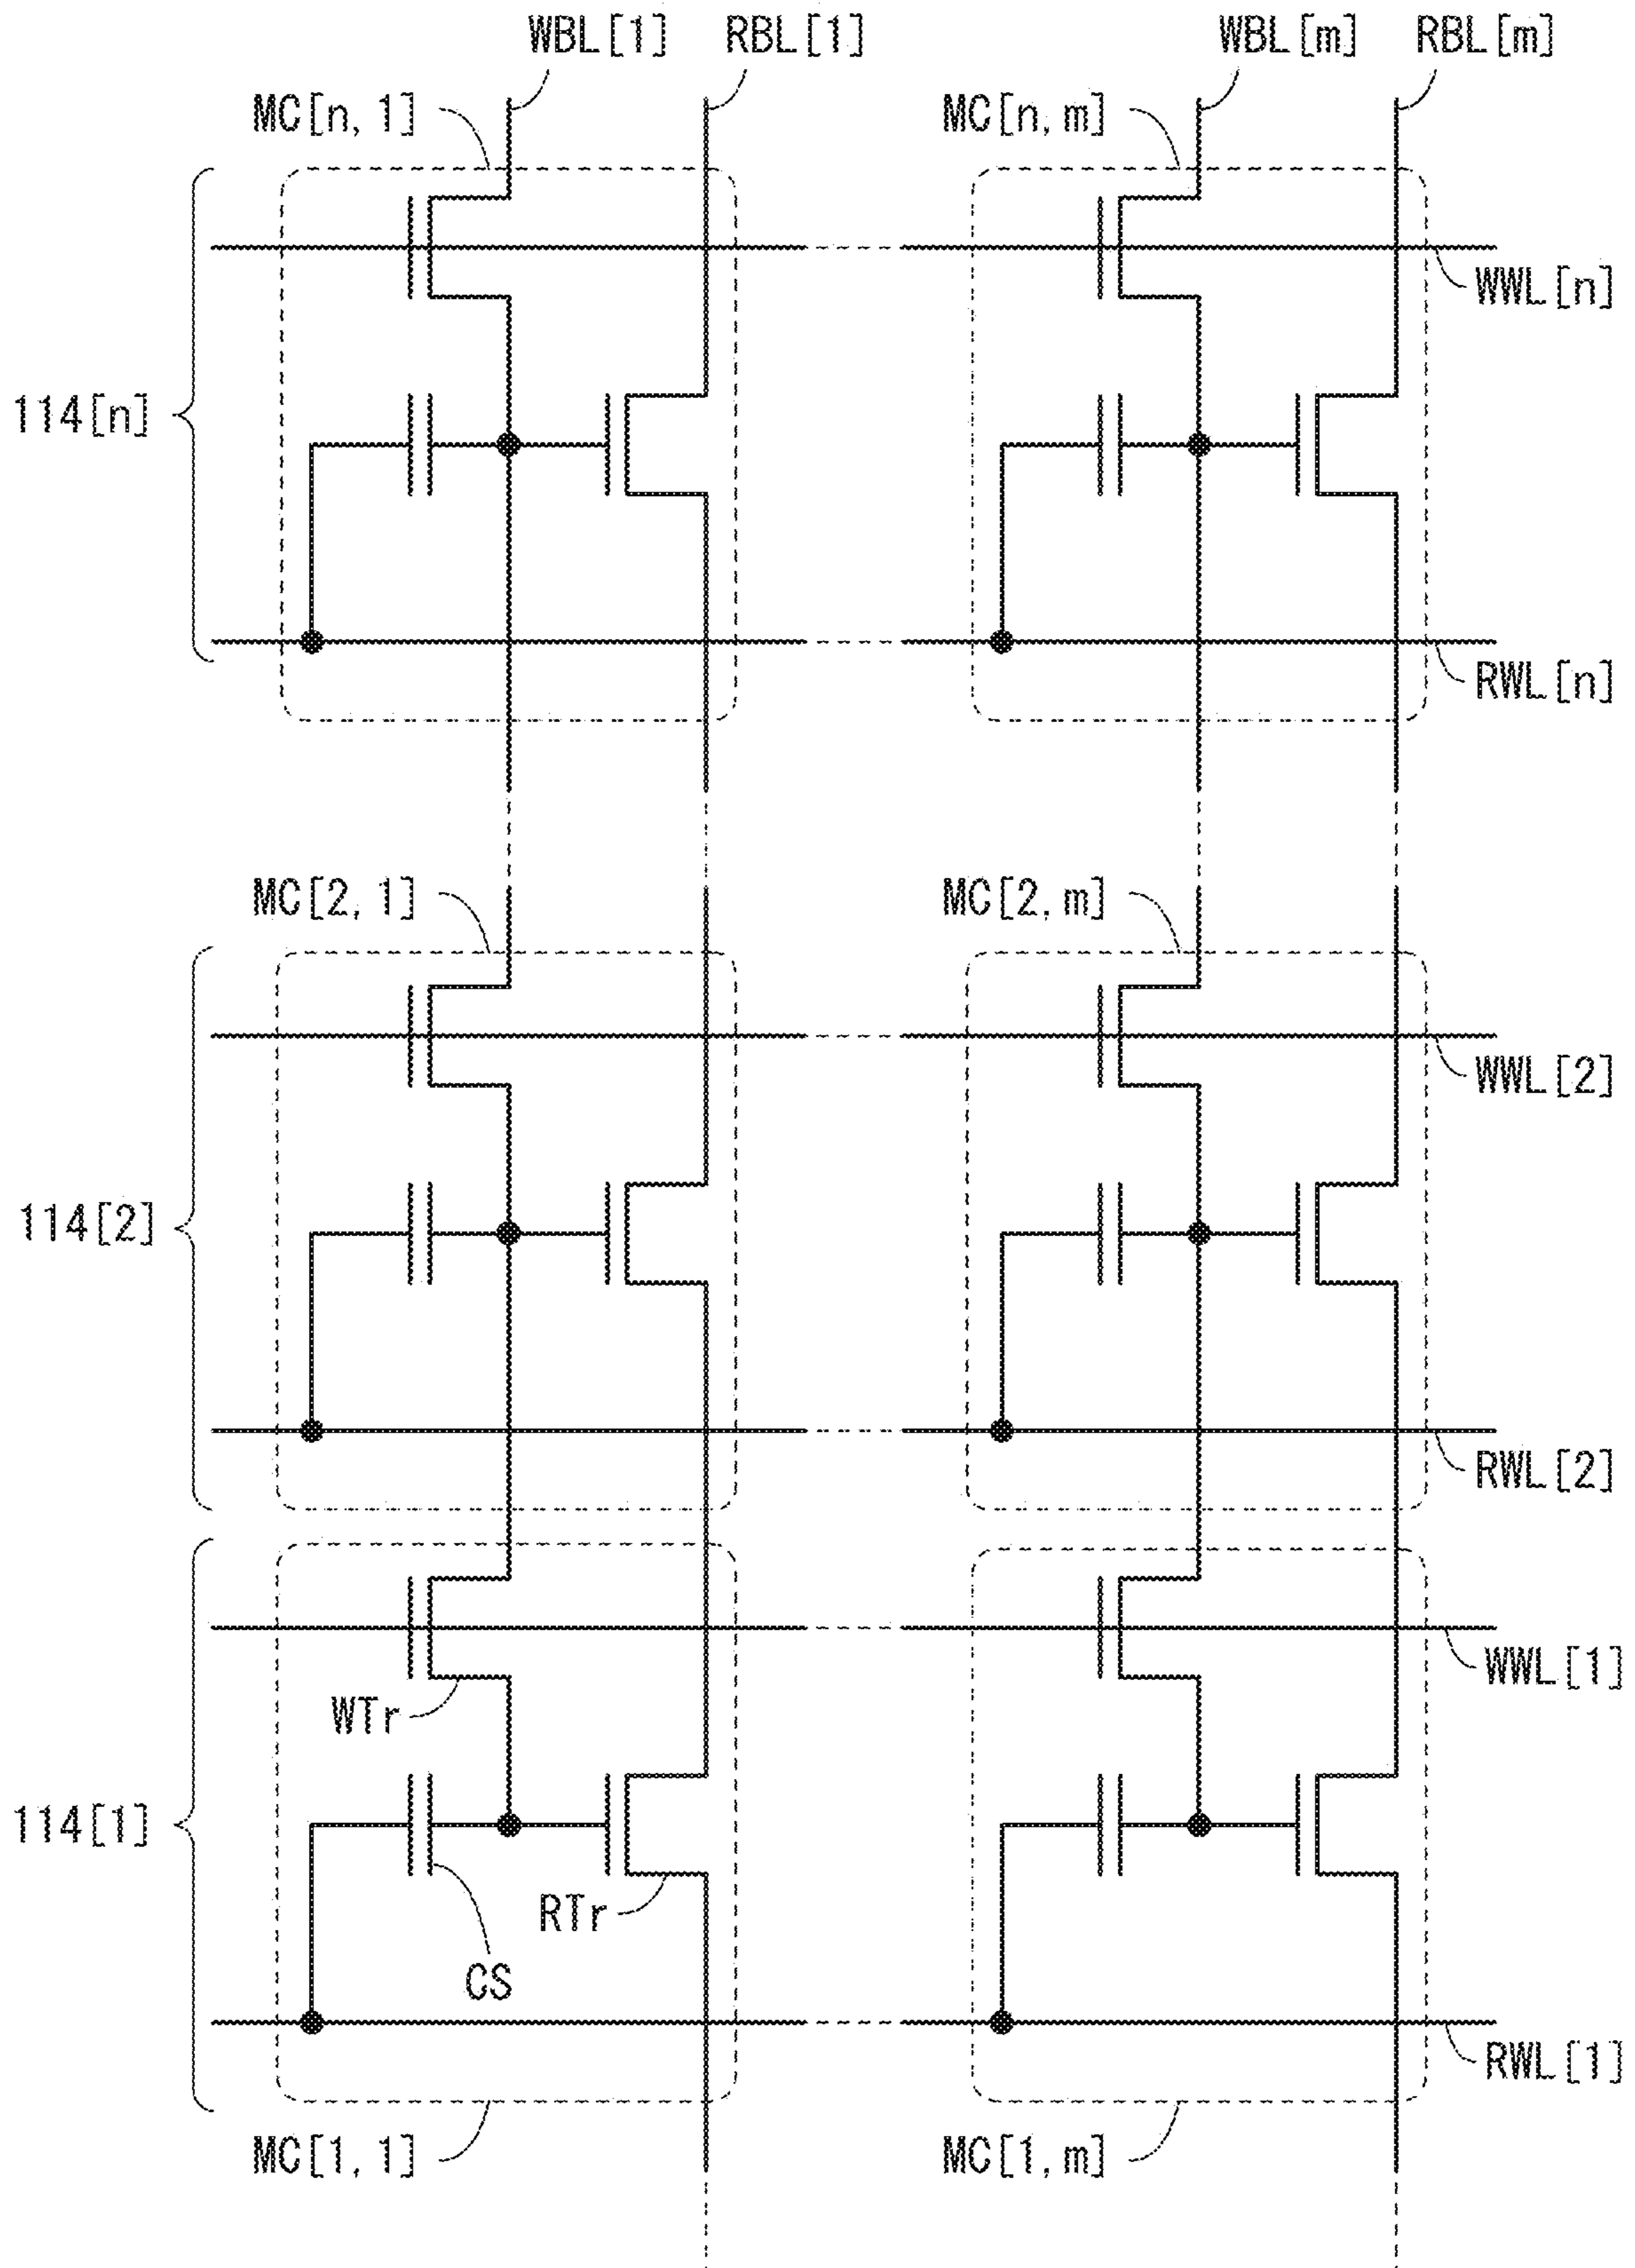 WBL[1] RBL[1] WBL[m] RBL[m]
MC[n, 1] MC[n, m]
WWL[n]
114[n]
RWL[n]
MC[2, 1] MC[2, m]
WWL[2]
114[2]
RWL[2]
WWL[1]
WTr
114[1]
RTr
CS
RWL[1]
MC[1, 1] MC[1, m]